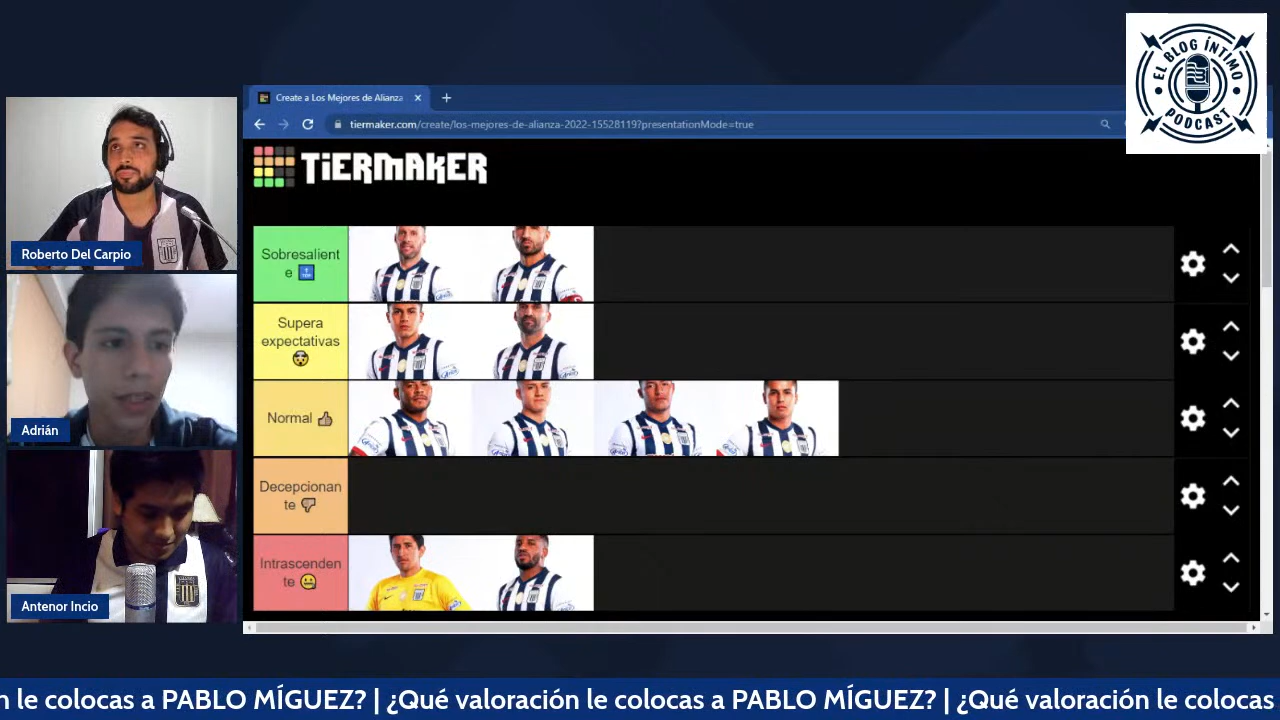 EL BLOG ÍNTIMO
PODCAST
Create a Los Mejores de Alianza
tiermaker.com/create/los-mejores-de-alianza-2022-15528119?presentationMode=true
TiERMAKER
Roberto Del Carpio
Adrián
Antenor Incio
Sobresalient
e
Supera
expectativas
Normal
Decepcionan
te
Intrascenden
te
n le colocas a PABLO MÍGUEZ? | ¿Qué valoración le colocas a PABLO MÍGUEZ? | ¿Qué valoración le colocas